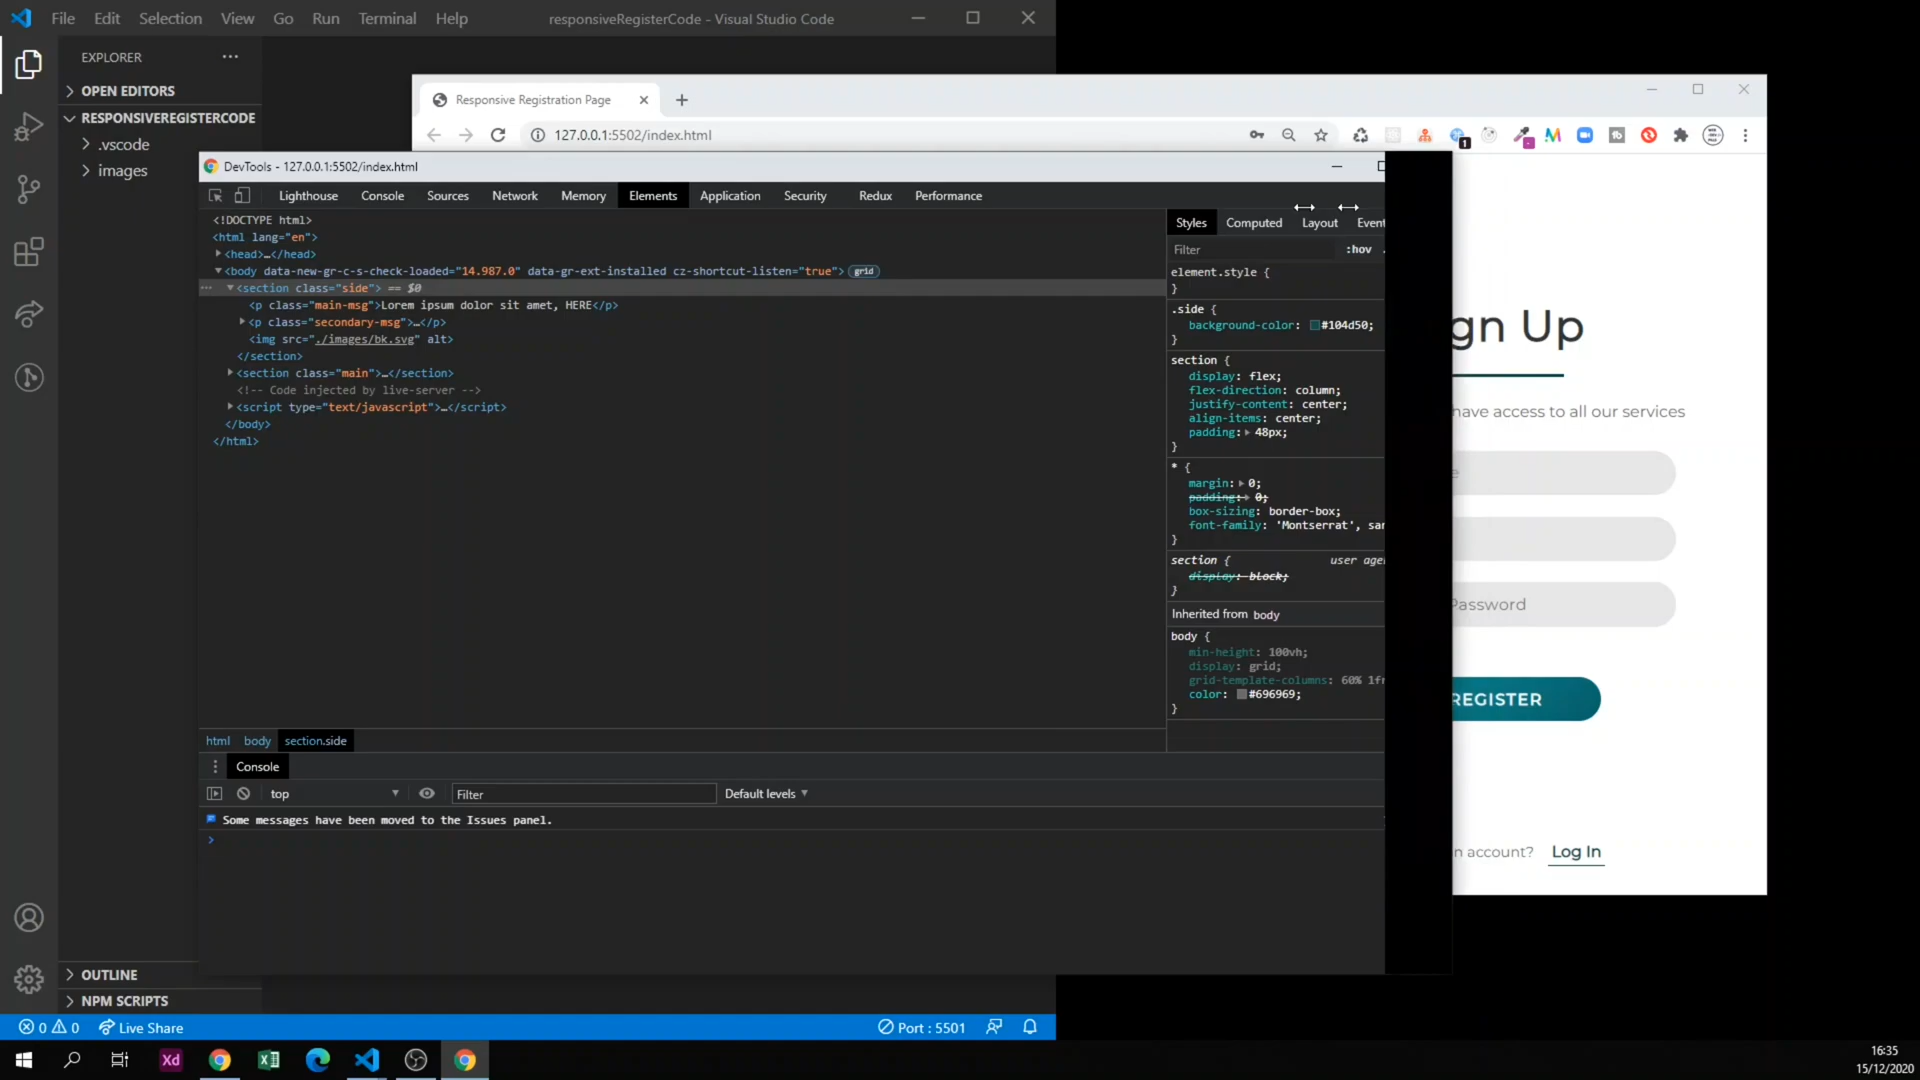 File Edit Selection View Go Run Terminal Help responsiveRegisterCode - Visual Studio Code
EXPLORER
OPEN EDITORS
RESPONSIVEREGISTERCODE
.vscode
images
OUTLINE
NPM SCRIPTS
0 0 Live Share
Port : 5501
Responsive Registration Page
127.0.0.1:5502/index.html
1
DevTools - 127.0.0.1:5502/index.html
Lighthouse Console Sources Network Memory Elements Application Security Redux Performance
<!DOCTYPE html>
<html lang="en">
<head>…</head>
<body data-new-gr-c-s-check-loaded="14.987.0" data-gr-ext-installed cz-shortcut-listen="true"> grid
<section class="side"> == $0
<p class="main-msg">Lorem ipsum dolor sit amet, HERE</p>
<p class="secondary-msg">…</p>
<img src="./images/bk.svg" alt>
</section>
<section class="main">…</section>
<!-- Code injected by live-server -->
<script type="text/javascript">…</script>
</body>
</html>
html body section.side
Styles Computed Layout Event
Filter :hov .
element.style {
}
.side {
background-color: #104d50;
}
section {
display: flex;
flex-direction: column;
justify-content: center;
align-items: center;
padding: 48px;
}
* {
margin: 0;
padding: 0;
box-sizing: border-box;
font-family: 'Montserrat', san
}
section { user age
display: block;
}
Inherited from body
body {
min-height: 100vh;
display: grid;
grid-template-columns: 60% 1fr
color: #696969;
}
Console
top Filter Default levels
Some messages have been moved to the Issues panel.
gn Up
have access to all our services
e
Password
REGISTER
n account? Log In
Xd
16:35
15/12/2020